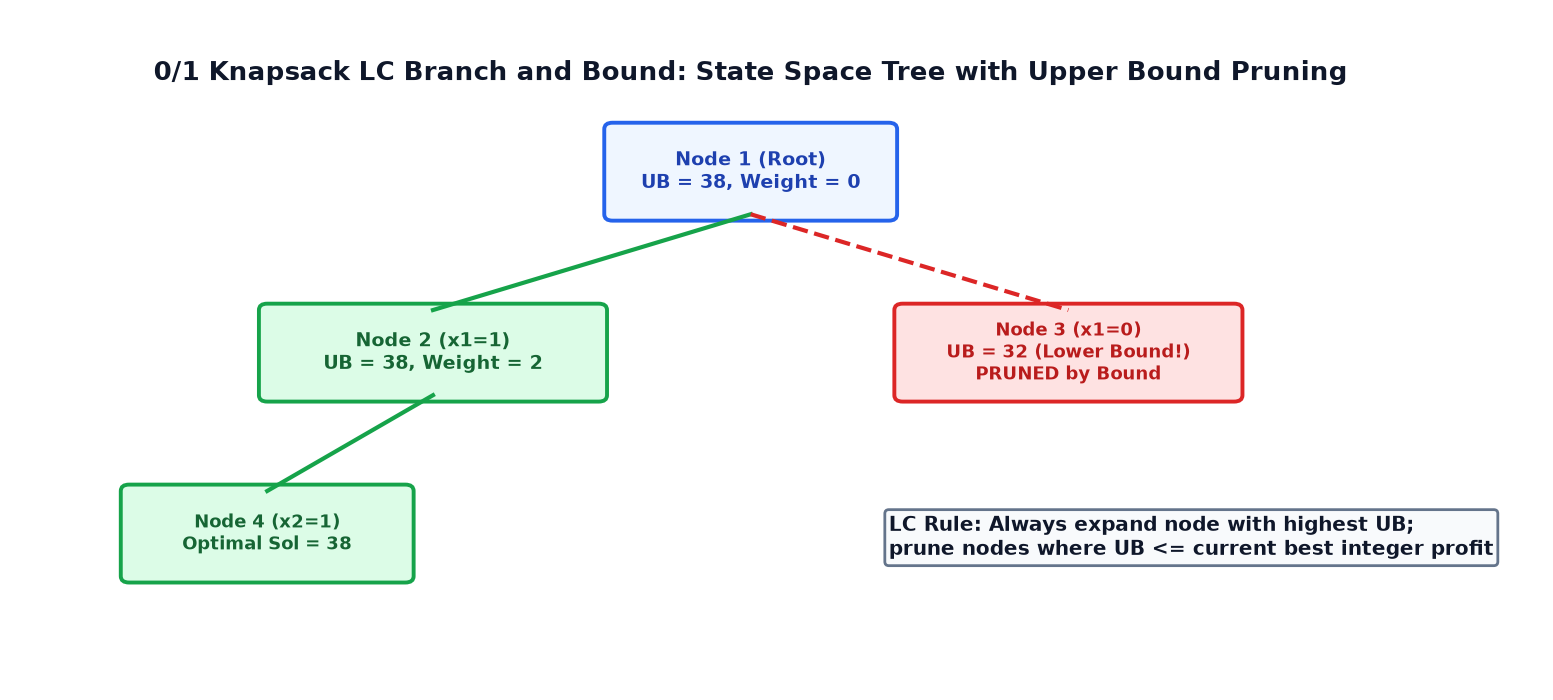 0/1 Knapsack LC Branch and Bound: State Space Tree with Upper Bound Pruning
Node 1 (Root)
UB = 38, Weight = 0
Node 2 (x1=1)
UB = 38, Weight = 2
Node 3 (x1=0)
UB = 32 (Lower Bound!)
PRUNED by Bound
Node 4 (x2=1)
Optimal Sol = 38
LC Rule: Always expand node with highest UB;
prune nodes where UB <= current best integer profit